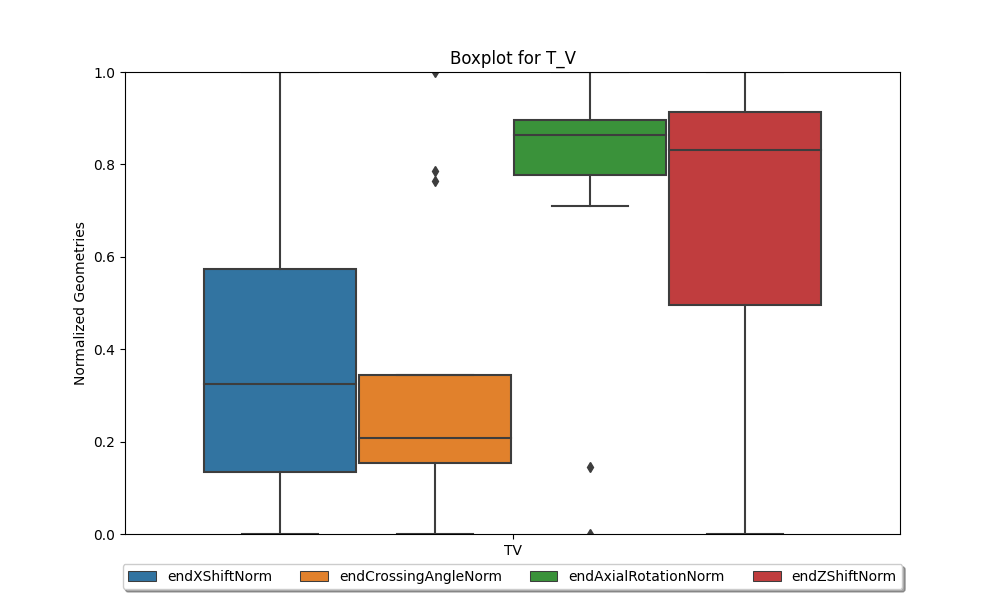 Boxplot for T_V
1.0
0.8
0.6
0.4
0.2
0.0
Normalized Geometries
TV
endXShiftNorm endCrossingAngleNorm endAxialRotationNorm endZShiftNorm